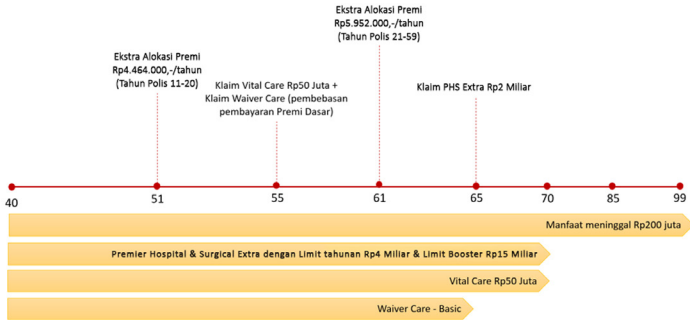 Ekstra Alokasi Premi
Rp5.952.000,-/tahun
(Tahun Polis 21-59)
Ekstra Alokasi Premi
Rp4.464.000,-/tahun
(Tahun Polis 11-20)
Klaim Vital Care Rp50 Juta +
Klaim Waiver Care (pembebasan
pembayaran Premi Dasar)
Klaim PHS Extra Rp2 Miliar
40 51 55 61 65 70 85 99
Manfaat meninggal Rp200 juta
Premier Hospital & Surgical Extra dengan Limit tahunan Rp4 Miliar & Limit Booster Rp15 Miliar
Vital Care Rp50 Juta
Waiver Care - Basic